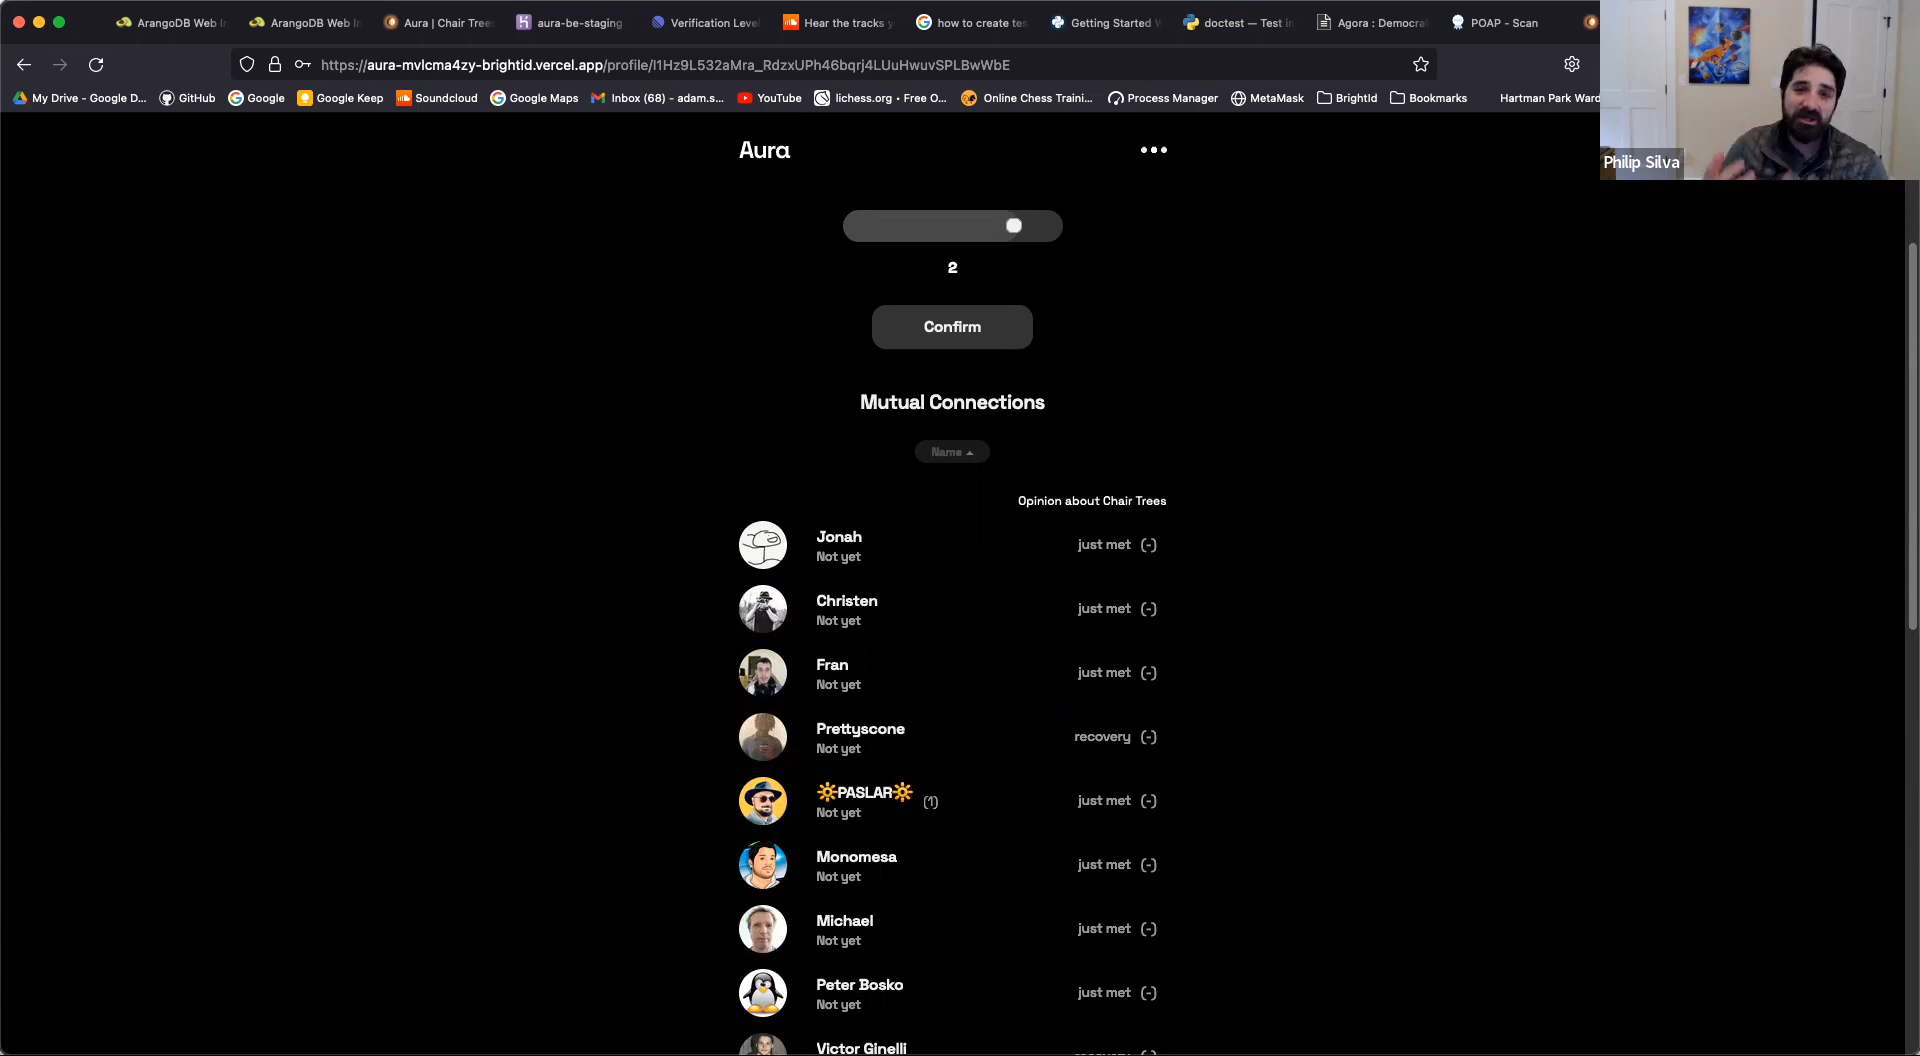 ArangoDB Web In
ArangoDB Web In
Aura | Chair Trees
aura-be-staging
Verification Leve
Hear the tracks y
how to create tes
Getting Started W
doctest — Test in
Agora : Democra
POAP - Scan
https://aura-mvlcma4zy-brightid.vercel.app/profile/I1Hz9L532aMra_RdzxUPh46bqrj4LUuHwuvSPLBwWbE
My Drive - Google D...
GitHub
Google
Google Keep
Soundcloud
Google Maps
Inbox (68) - adam.s...
YouTube
lichess.org • Free O...
Online Chess Traini...
Process Manager
MetaMask
BrightId
Bookmarks
Hartman Park Ward
Philip Silva
Aura
2
Confirm
Mutual Connections
Name
Opinion about Chair Trees
Jonah
Not yet
just met (-)
Christen
Not yet
just met (-)
Fran
Not yet
just met (-)
Prettyscone
Not yet
recovery (-)
🔆PASLAR🔆 (1)
Not yet
just met (-)
Monomesa
Not yet
just met (-)
Michael
Not yet
just met (-)
Peter Bosko
Not yet
just met (-)
Victor Ginelli